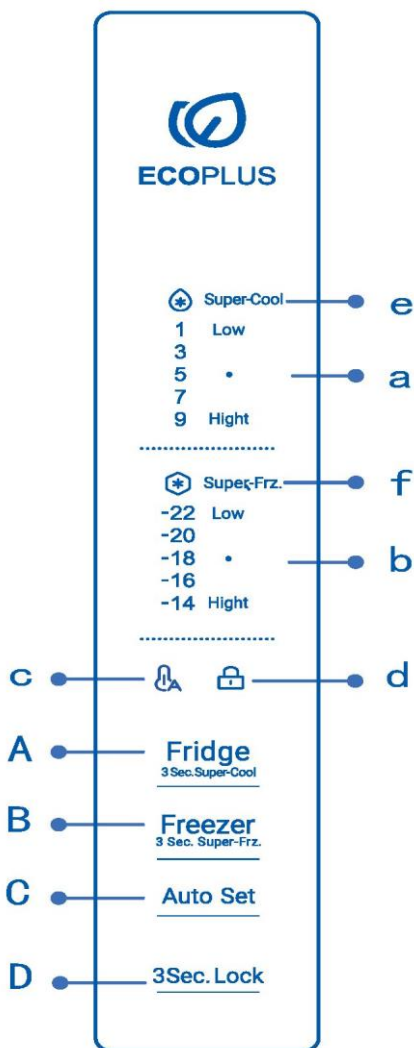 ECOPLUS
Super-Cool e
1 Low
3
5 • a
7
9 Hight
Super-Frz. f
-22 Low
-20
-18 • b
-16
-14 Hight
c A d
A Fridge
3 Sec. Super-Cool
B Freezer
3 Sec. Super-Frz.
C Auto Set
D 3Sec. Lock